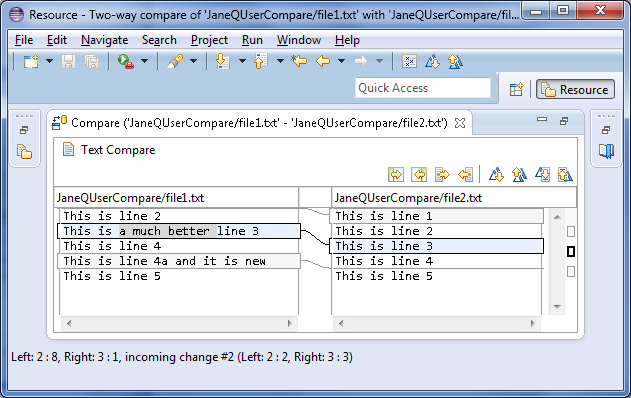 Resource - Two-way compare of 'JaneQUserCompare/file1.txt' with 'JaneQUserCompare/fil...
File Edit Navigate Search Project Run Window Help
Quick Access
Resource
Compare ('JaneQUserCompare/file1.txt' - 'JaneQUserCompare/file2.txt')
Text Compare
JaneQUserCompare/file1.txt
This is line 2
This is a much better line 3
This is line 4
This is line 4a and it is new
This is line 5
JaneQUserCompare/file2.txt
This is line 1
This is line 2
This is line 3
This is line 4
This is line 5
Left: 2 : 8, Right: 3 : 1, incoming change #2 (Left: 2 : 2, Right: 3 : 3)